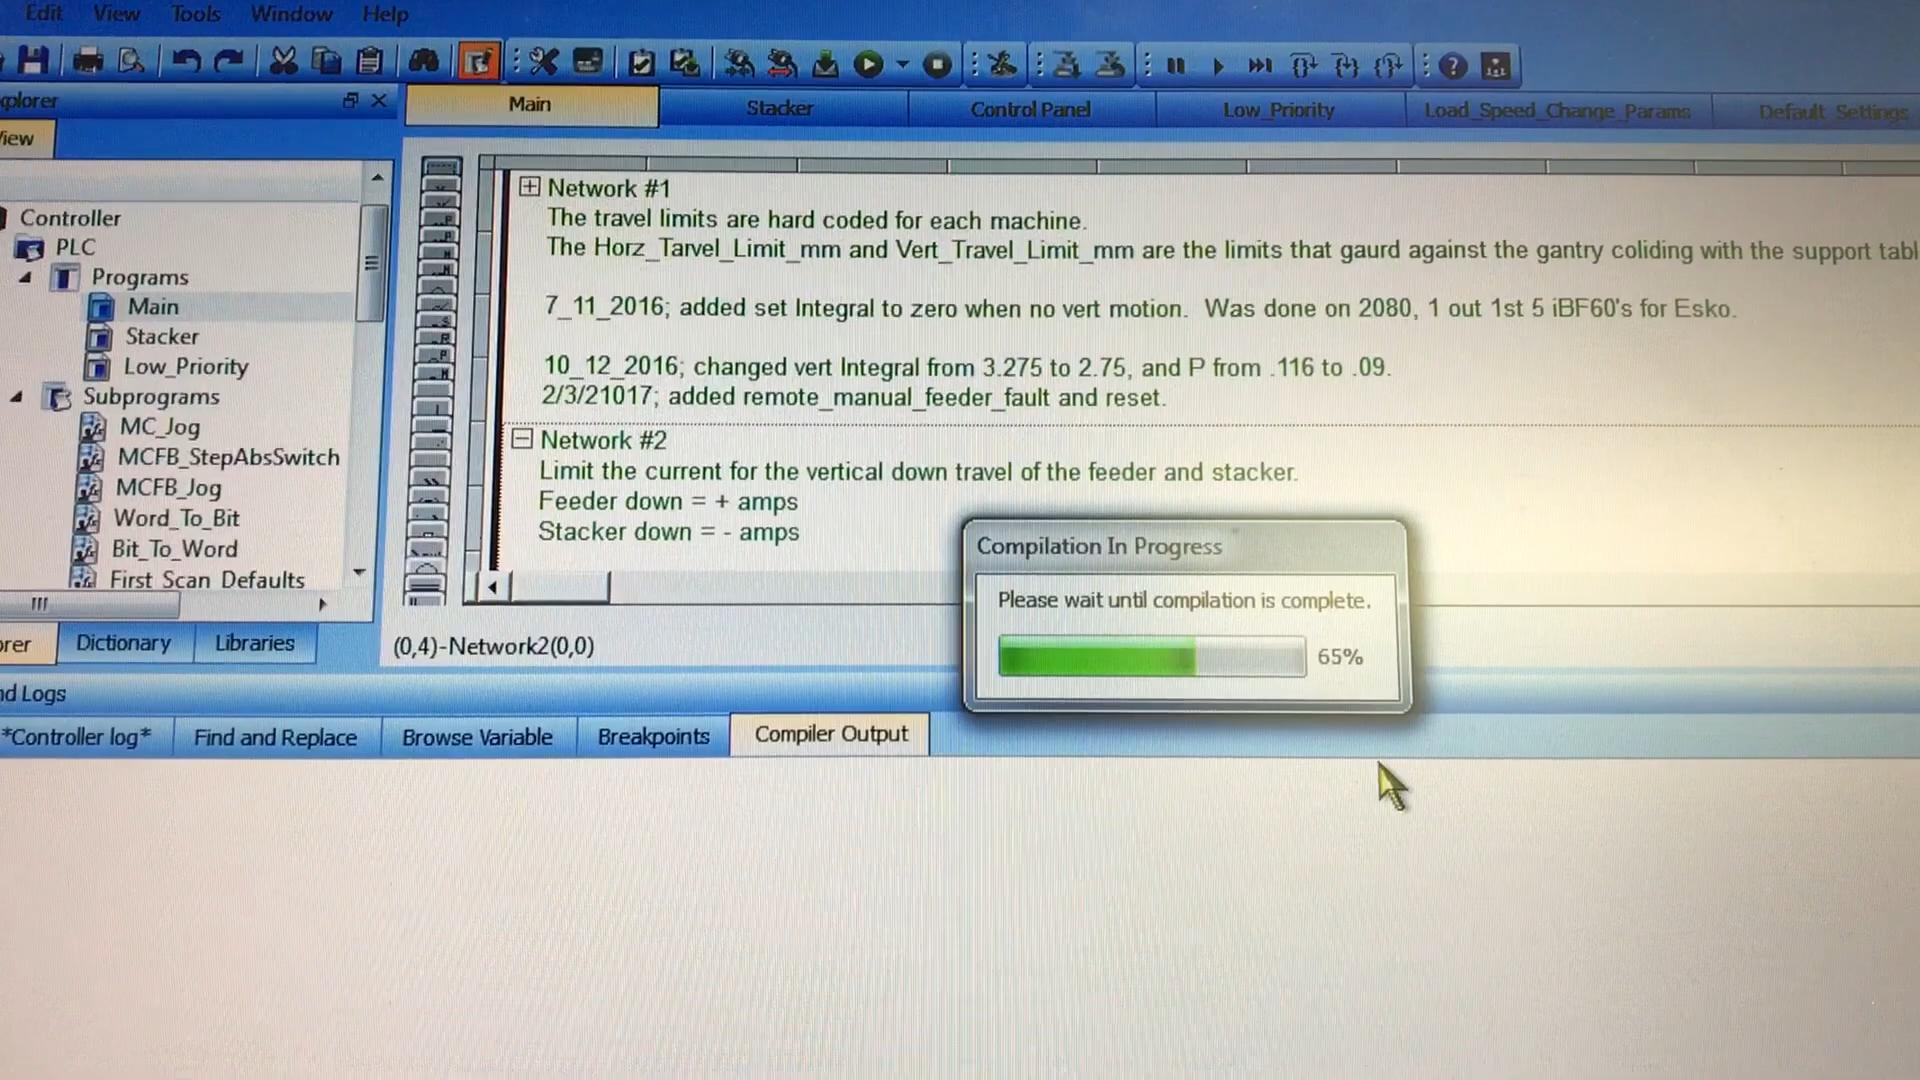 Edit View Tools Window Help
xplorer
View
Main Stacker Control Panel Low_Priority Load_Speed_Change_Params Default_Settings
Controller
PLC
Programs
Main
Stacker
Low_Priority
Subprograms
MC_Jog
MCFB_StepAbsSwitch
MCFB_Jog
Word_To_Bit
Bit_To_Word
First Scan Defaults
orer Dictionary Libraries
Network #1
The travel limits are hard coded for each machine.
The Horz_Tarvel_Limit_mm and Vert_Travel_Limit_mm are the limits that gaurd against the gantry coliding with the support tabl
7_11_2016; added set Integral to zero when no vert motion. Was done on 2080, 1 out 1st 5 iBF60's for Esko.
10_12_2016; changed vert Integral from 3.275 to 2.75, and P from .116 to .09.
2/3/21017; added remote_manual_feeder_fault and reset.
Network #2
Limit the current for the vertical down travel of the feeder and stacker.
Feeder down = + amps
Stacker down = - amps
(0,4)-Network2(0,0)
Compilation In Progress
Please wait until compilation is complete.
65%
nd Logs
*Controller log* Find and Replace Browse Variable Breakpoints Compiler Output